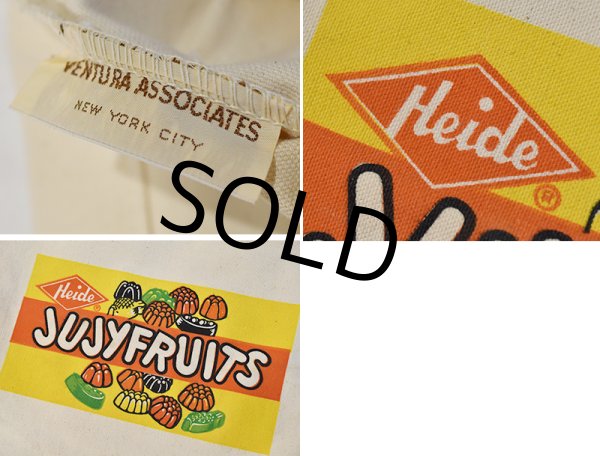 VENTURA ASSOCIATES
NEW YORK CITY
Heide
®
SOLD
Heide
®
JUJYFRUITS